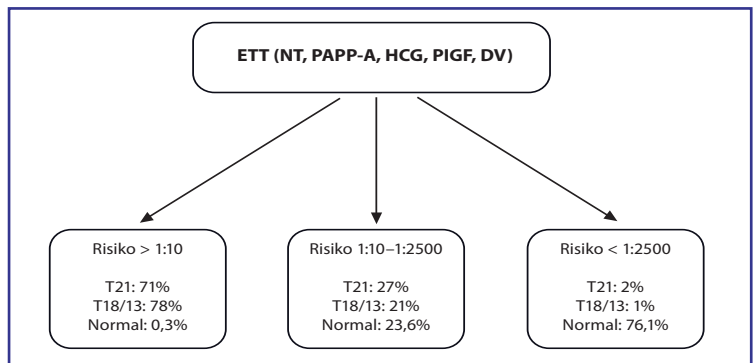 ETT (NT, PAPP-A, HCG, PIGF, DV)
Risiko > 1:10
T21: 71%
T18/13: 78%
Normal: 0,3%
Risiko 1:10–1:2500
T21: 27%
T18/13: 21%
Normal: 23,6%
Risiko < 1:2500
T21: 2%
T18/13: 1%
Normal: 76,1%